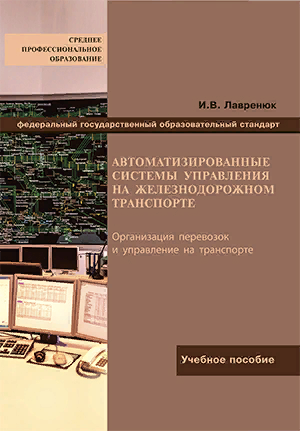 СРЕДНЕЕ
ПРОФЕССИОНАЛЬНОЕ
ОБРАЗОВАНИЕ
И.В. Лавренюк
федеральный государственный образовательный стандарт
АВТОМАТИЗИРОВАННЫЕ
СИСТЕМЫ УПРАВЛЕНИЯ
НА ЖЕЛЕЗНОДОРОЖНОМ
ТРАНСПОРТЕ
Организация перевозок
и управление на транспорте
Учебное пособие